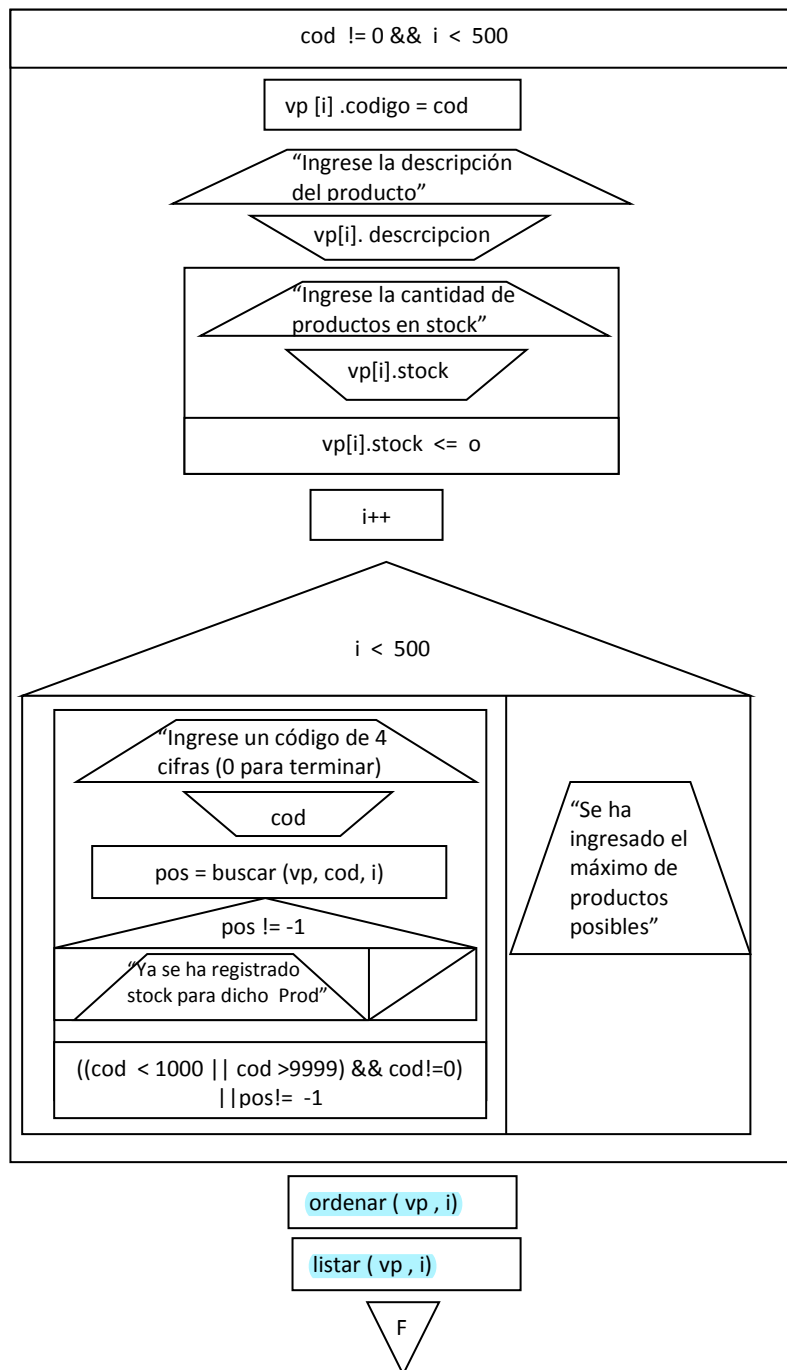 cod != 0 && i < 500
vp [i] .codigo = cod
“Ingrese la descripción
del producto”
vp[i]. descrcipcion
“Ingrese la cantidad de
productos en stock”
vp[i].stock
vp[i].stock <= o
i++
i < 500
“Ingrese un código de 4
cifras (0 para terminar)
cod
pos = buscar (vp, cod, i)
pos != -1
“Ya se ha registrado
stock para dicho Prod”
((cod < 1000 || cod >9999) && cod!=0)
||pos!= -1
“Se ha
ingresado el
máximo de
productos
posibles”
ordenar ( vp , i)
listar ( vp , i)
F